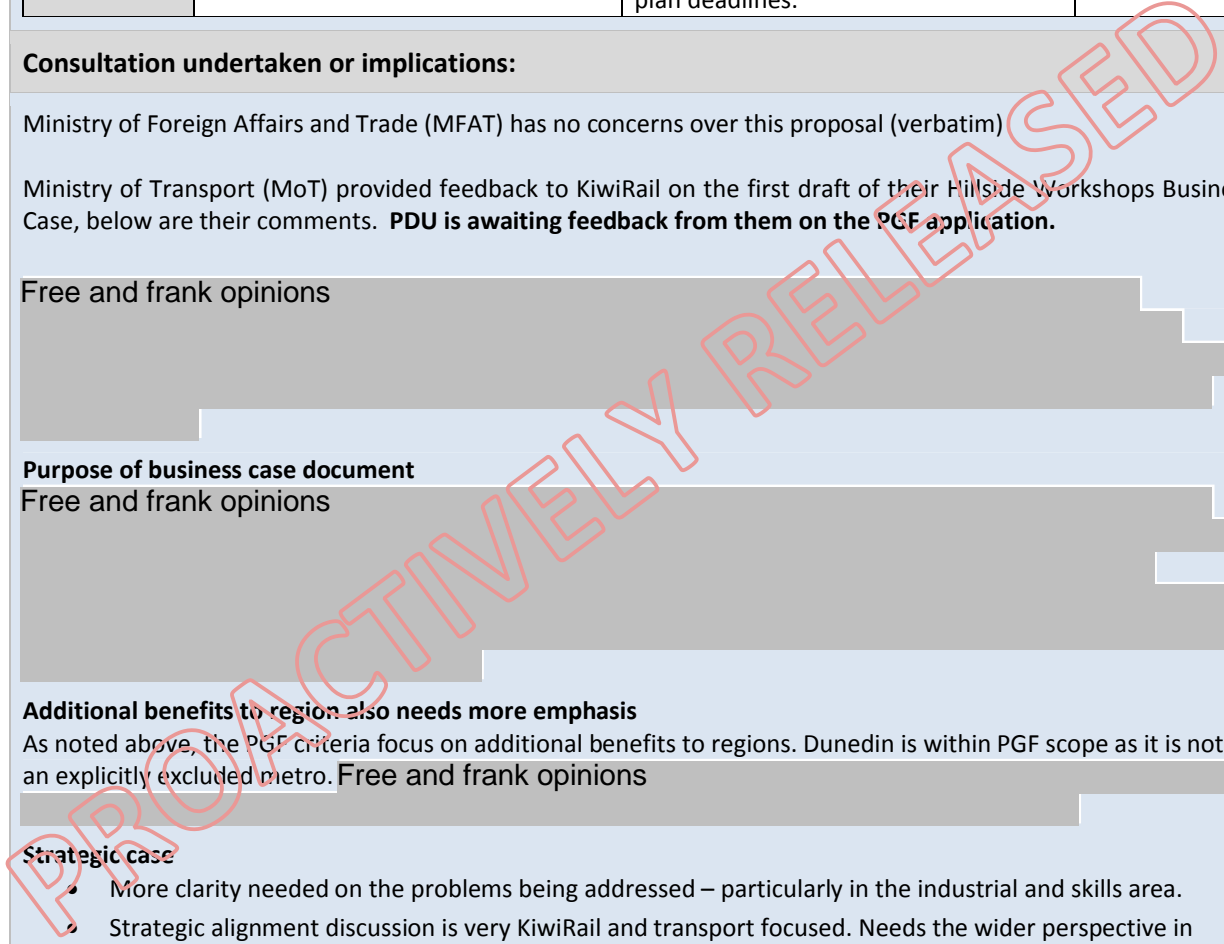 plan deadlines.
Consultation undertaken or implications:
Ministry of Foreign Affairs and Trade (MFAT) has no concerns over this proposal (verbatim)
Ministry of Transport (MoT) provided feedback to KiwiRail on the first draft of their Hillside Workshops Busine
Case, below are their comments. PDU is awaiting feedback from them on the PGF application.
Free and frank opinions
Purpose of business case document
Free and frank opinions
Additional benefits to region also needs more emphasis
As noted above, the PGF criteria focus on additional benefits to regions. Dunedin is within PGF scope as it is not
an explicitly excluded metro. Free and frank opinions
Strategic case
• More clarity needed on the problems being addressed – particularly in the industrial and skills area.
• Strategic alignment discussion is very KiwiRail and transport focused. Needs the wider perspective in
PROACTIVELY RELEASED